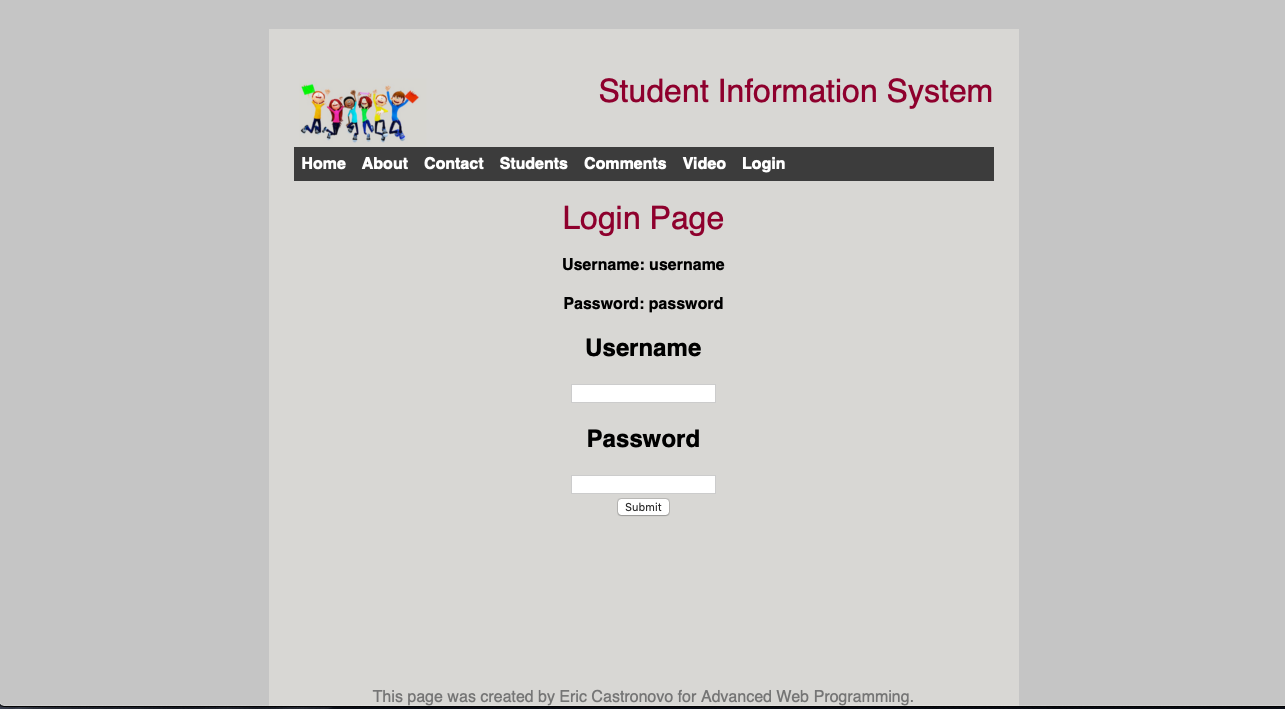 Student Information System
Home About Contact Students Comments Video Login
Login Page
Username: username
Password: password
Username
Password
Submit
This page was created by Eric Castronovo for Advanced Web Programming.